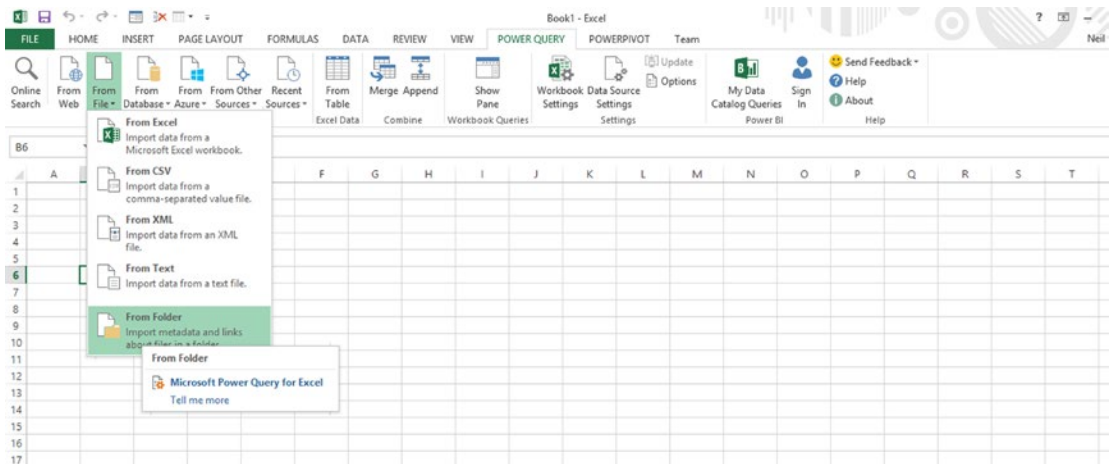 Book1 - Excel
?
FILE HOME INSERT PAGE LAYOUT FORMULAS DATA REVIEW VIEW POWER QUERY POWERPIVOT Team
Neil
Online Search
From Web
From File
From Database
From Azure
From Other Sources
Recent Sources
From Table
Merge Append
Show Pane
Workbook Settings
Data Source Settings
Update
Options
My Data Catalog Queries
Sign In
Send Feedback
Help
About
Excel Data
Combine
Workbook Queries
Settings
Power BI
Help
B6
From Excel
Import data from a
Microsoft Excel workbook.
From CSV
Import data from a
comma-separated value file.
From XML
Import data from an XML
file.
From Text
Import data from a text file.
From Folder
Import metadata and links
about files in a folder.
From Folder
Microsoft Power Query for Excel
Tell me more
A F G H I J K L M N O P Q R S T
1
2
3
4
5
6
7
8
9
10
11
12
13
14
15
16
17